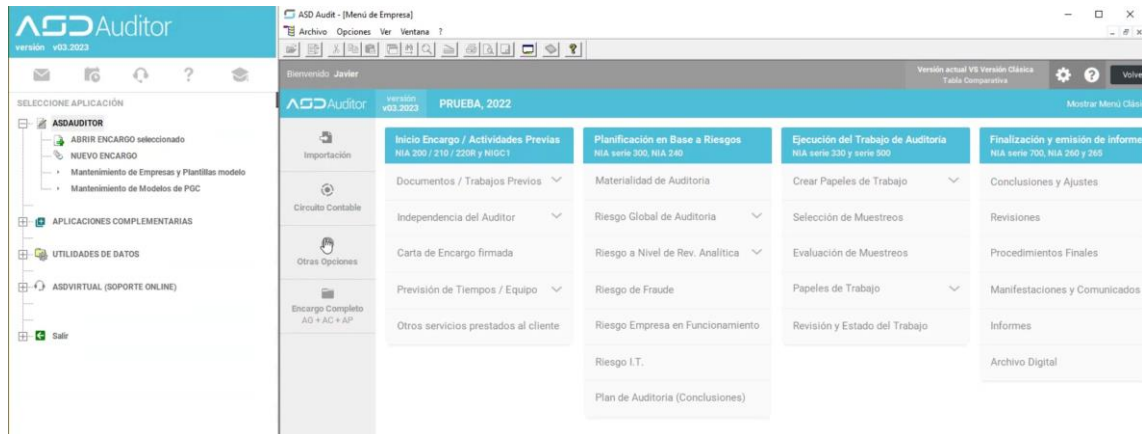 ASDAuditor
versión v03.2023
SELECCIONE APLICACIÓN
ASDAUDITOR
ABRIR ENCARGO seleccionado
NUEVO ENCARGO
Mantenimiento de Empresas y Plantillas modelo
Mantenimiento de Modelos de PGC
APLICACIONES COMPLEMENTARIAS
UTILIDADES DE DATOS
ASDVIRTUAL (SOPORTE ONLINE)
Salir
ASD Audit - [Menú de Empresa]
Archivo Opciones Ver Ventana ?
Bienvenido Javier
Versión actual VS Versión Clásica
Tabla Comparativa
Volve
ASDAuditor
versión
v03.2023
PRUEBA, 2022
Mostrar Menú Clási
Importación
Circuito Contable
Otras Opciones
Encargo Completo
AG + AC + AP
Inicio Encargo / Actividades Previas
NIA 200 / 210 / 220R y NIGC1
Documentos / Trabajos Previos
Independencia del Auditor
Carta de Encargo firmada
Previsión de Tiempos / Equipo
Otros servicios prestados al cliente
Planificación en Base a Riesgos
NIA serie 300, NIA 240
Materialidad de Auditoria
Riesgo Global de Auditoria
Riesgo a Nivel de Rev. Analítica
Riesgo de Fraude
Riesgo Empresa en Funcionamiento
Riesgo I.T.
Plan de Auditoria (Conclusiones)
Ejecución del Trabajo de Auditoría
NIA serie 330 y serie 500
Crear Papeles de Trabajo
Selección de Muestreos
Evaluación de Muestreos
Papeles de Trabajo
Revisión y Estado del Trabajo
Finalización y emisión de informe
NIA serie 700, NIA 260 y 265
Conclusiones y Ajustes
Revisiones
Procedimientos Finales
Manifestaciones y Comunicados
Informes
Archivo Digital